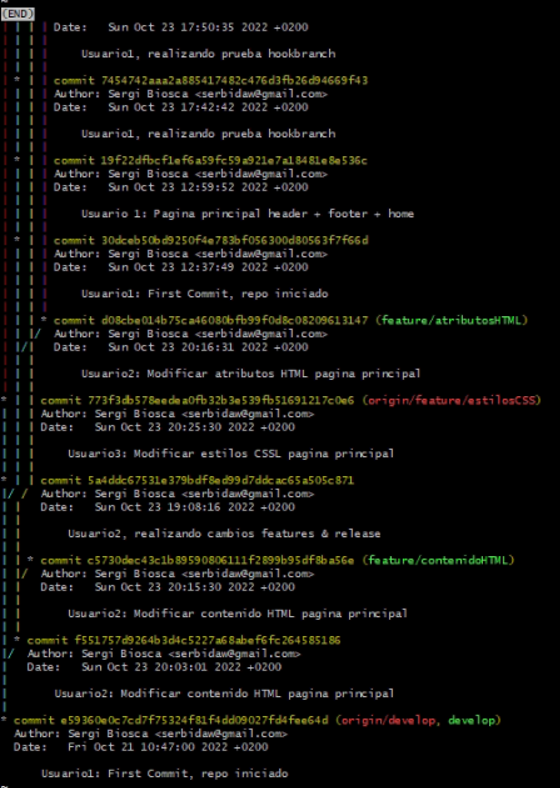 (END)
Date: Sun Oct 23 17:50:35 2022 +0200
Usuario1, realizando prueba hookbranch
* commit 7454742aaa2a885417482c476d3fb26d94669f43
Author: Sergi Biosca <serbidaw@gmail.com>
Date: Sun Oct 23 17:42:42 2022 +0200
Usuario1, realizando prueba hookbranch
* commit 19f22dfbcf1ef6a59fc59a921e7a18481e8e536c
Author: Sergi Biosca <serbidaw@gmail.com>
Date: Sun Oct 23 12:59:52 2022 +0200
Usuario 1: Pagina principal header + footer + home
* commit 30dceb50bd9250f4e783bf056300d80563f7f66d
Author: Sergi Biosca <serbidaw@gmail.com>
Date: Sun Oct 23 12:37:49 2022 +0200
Usuario1: First Commit, repo iniciado
* commit d08cbe014b75ca46080bfb99f0d8c08209613147 (feature/atributosHTML)
Author: Sergi Biosca <serbidaw@gmail.com>
Date: Sun Oct 23 20:16:31 2022 +0200
Usuario2: Modificar atributos HTML pagina principal
* commit 773f3db578eedea0fb32b3e539fb51691217c0e6 (origin/feature/estilosCSS)
Author: Sergi Biosca <serbidaw@gmail.com>
Date: Sun Oct 23 20:25:30 2022 +0200
Usuario3: Modificar estilos CSSL pagina principal
* commit 5a4ddc67531e379bdf8ed99d7ddcac65a505c871
Author: Sergi Biosca <serbidaw@gmail.com>
Date: Sun Oct 23 19:08:16 2022 +0200
Usuario2, realizando cambios features & release
* commit c5730dec43c1b89590806111f2899b95df8ba56e (feature/contenidoHTML)
Author: Sergi Biosca <serbidaw@gmail.com>
Date: Sun Oct 23 20:15:30 2022 +0200
Usuario2: Modificar contenido HTML pagina principal
* commit f551757d9264b3d4c5227a68abef6fc264585186
Author: Sergi Biosca <serbidaw@gmail.com>
Date: Sun Oct 23 20:03:01 2022 +0200
Usuario2: Modificar contenido HTML pagina principal
* commit e59360e0c7cd7f75324f81f4dd09027fd4fee64d (origin/develop, develop)
Author: Sergi Biosca <serbidaw@gmail.com>
Date: Fri Oct 21 10:47:00 2022 +0200
Usuario1: First Commit, repo iniciado
~